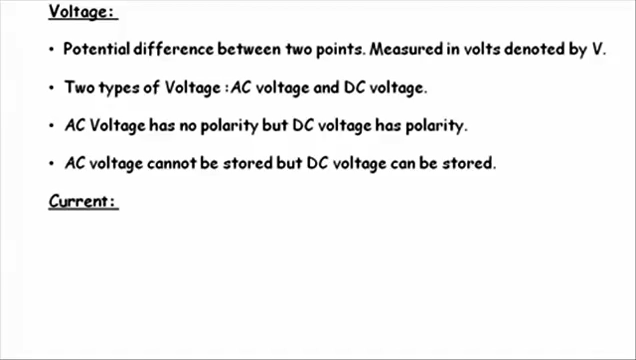 Voltage:
• Potential difference between two points. Measured in volts denoted by V.
• Two types of Voltage : AC voltage and DC voltage.
• AC Voltage has no polarity but DC voltage has polarity.
• AC voltage cannot be stored but DC voltage can be stored.
Current: